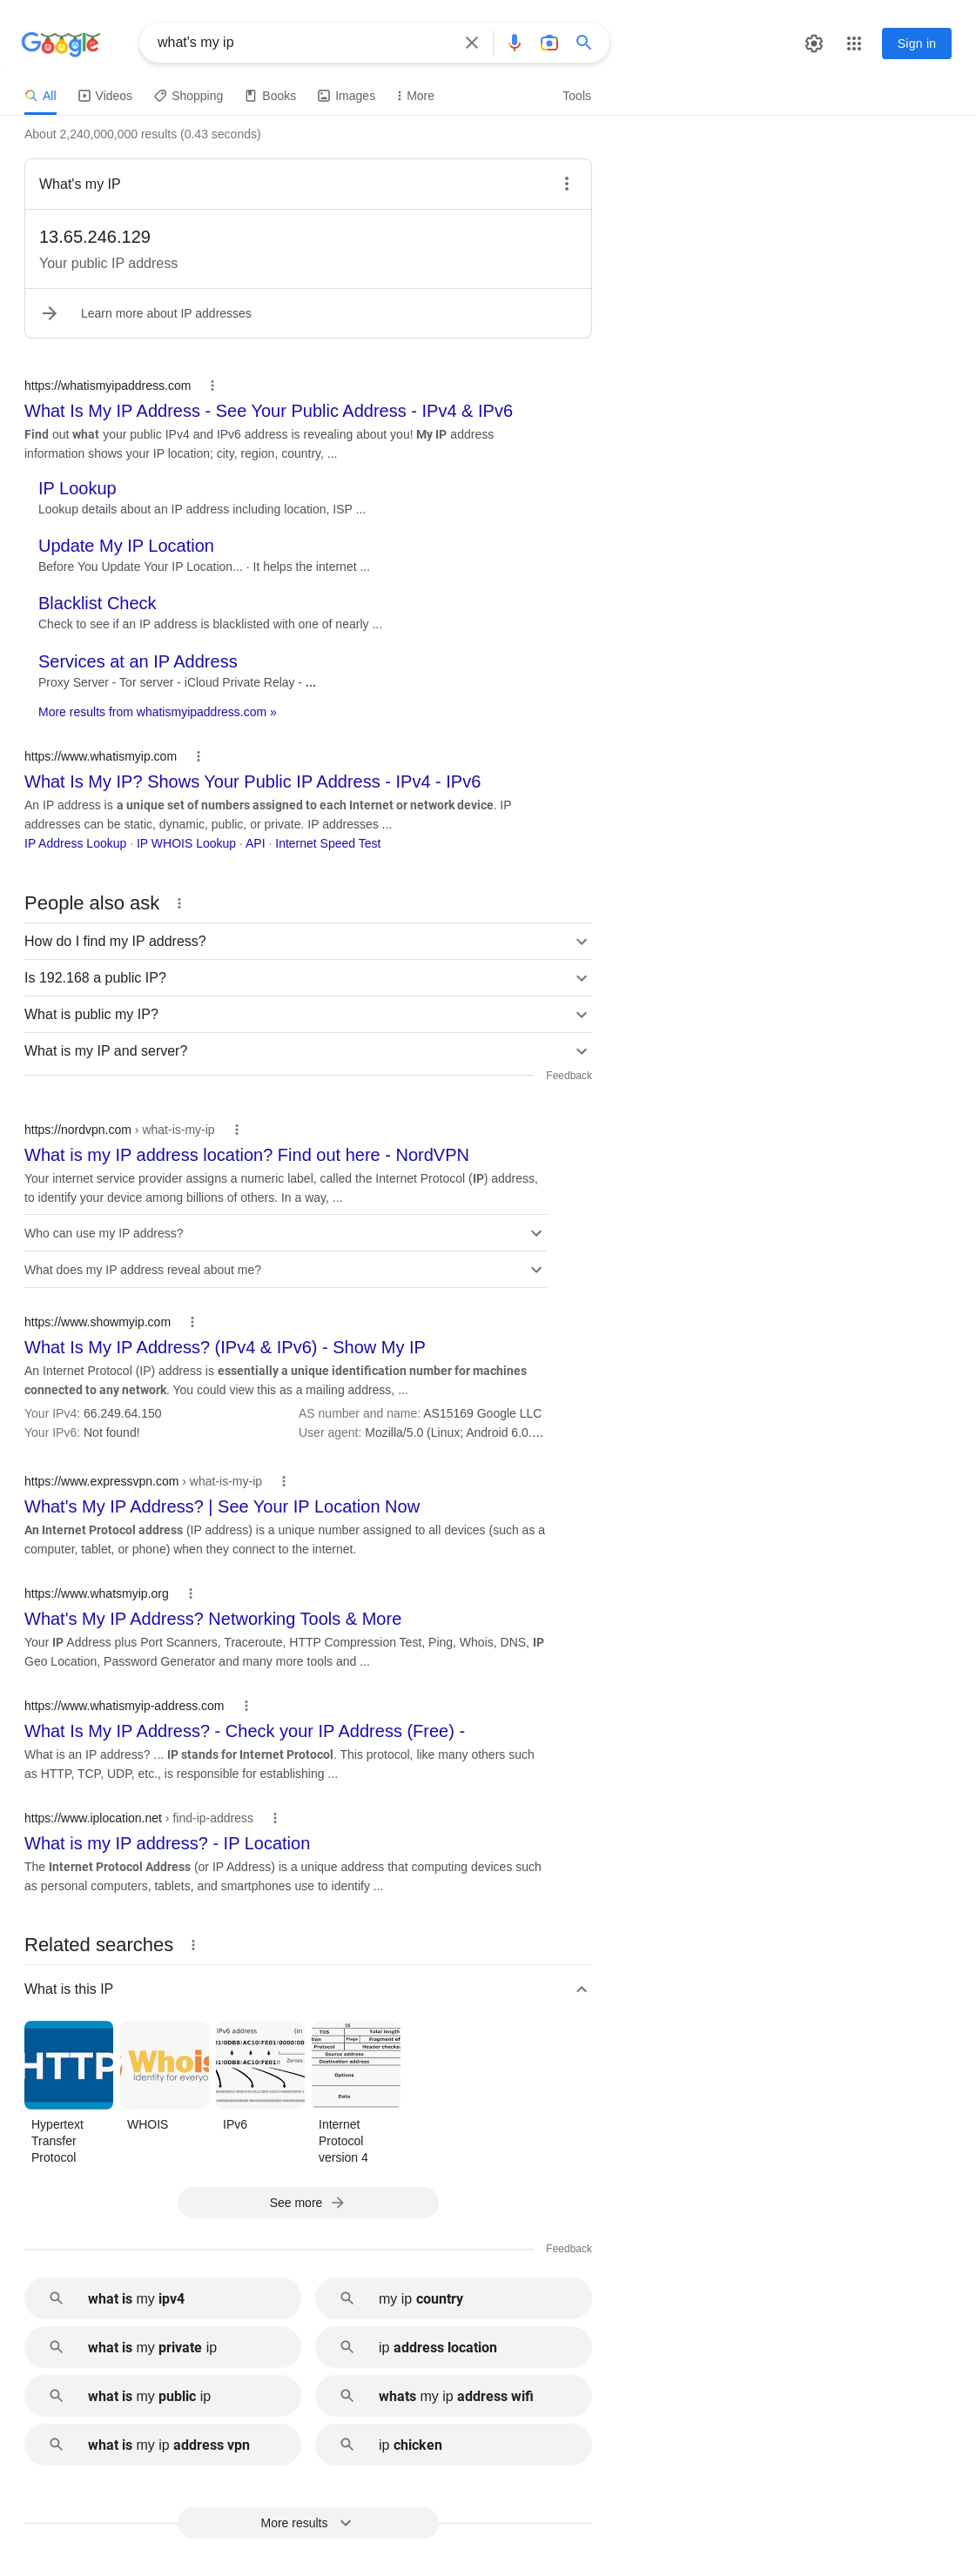 Google
what's my ip
Sign in
All
Videos
Shopping
Books
Images
More
Tools
About 2,240,000,000 results (0.43 seconds)
What's my IP
13.65.246.129
Your public IP address
Learn more about IP addresses
https://whatismyipaddress.com
What Is My IP Address - See Your Public Address - IPv4 & IPv6
Find out what your public IPv4 and IPv6 address is revealing about you! My IP address
information shows your IP location; city, region, country, ...
IP Lookup
Lookup details about an IP address including location, ISP ...
Update My IP Location
Before You Update Your IP Location... · It helps the internet ...
Blacklist Check
Check to see if an IP address is blacklisted with one of nearly ...
Services at an IP Address
Proxy Server - Tor server - iCloud Private Relay - ...
More results from whatismyipaddress.com »
https://www.whatismyip.com
What Is My IP? Shows Your Public IP Address - IPv4 - IPv6
An IP address is a unique set of numbers assigned to each Internet or network device. IP
addresses can be static, dynamic, public, or private. IP addresses ...
IP Address Lookup · IP WHOIS Lookup · API · Internet Speed Test
People also ask
How do I find my IP address?
Is 192.168 a public IP?
What is public my IP?
What is my IP and server?
Feedback
https://nordvpn.com › what-is-my-ip
What is my IP address location? Find out here - NordVPN
Your internet service provider assigns a numeric label, called the Internet Protocol (IP) address,
to identify your device among billions of others. In a way, ...
Who can use my IP address?
What does my IP address reveal about me?
https://www.showmyip.com
What Is My IP Address? (IPv4 & IPv6) - Show My IP
An Internet Protocol (IP) address is essentially a unique identification number for machines
connected to any network. You could view this as a mailing address, ...
Your IPv4: 66.249.64.150
AS number and name: AS15169 Google LLC
Your IPv6: Not found!
User agent: Mozilla/5.0 (Linux; Android 6.0....
https://www.expressvpn.com › what-is-my-ip
What's My IP Address? | See Your IP Location Now
An Internet Protocol address (IP address) is a unique number assigned to all devices (such as a
computer, tablet, or phone) when they connect to the internet.
https://www.whatsmyip.org
What's My IP Address? Networking Tools & More
Your IP Address plus Port Scanners, Traceroute, HTTP Compression Test, Ping, Whois, DNS, IP
Geo Location, Password Generator and many more tools and ...
https://www.whatismyip-address.com
What Is My IP Address? - Check your IP Address (Free) -
What is an IP address? ... IP stands for Internet Protocol. This protocol, like many others such
as HTTP, TCP, UDP, etc., is responsible for establishing ...
https://www.iplocation.net › find-ip-address
What is my IP address? - IP Location
The Internet Protocol Address (or IP Address) is a unique address that computing devices such
as personal computers, tablets, and smartphones use to identify ...
Related searches
What is this IP
HTTP
Whois
Identity for everyo
IPv6 address (in
:0DB8:AC10:FE01:0000:00
:0DB8:AC10:FE01::
Zeroes
16
TOS
Total length
Flags
Fragment of
Protocol
Header checks
Source address
Destination address
Options
Data
Hypertext
Transfer
Protocol
WHOIS
IPv6
Internet
Protocol
version 4
See more
Feedback
what is my ipv4
my ip country
what is my private ip
ip address location
what is my public ip
whats my ip address wifi
what is my ip address vpn
ip chicken
More results